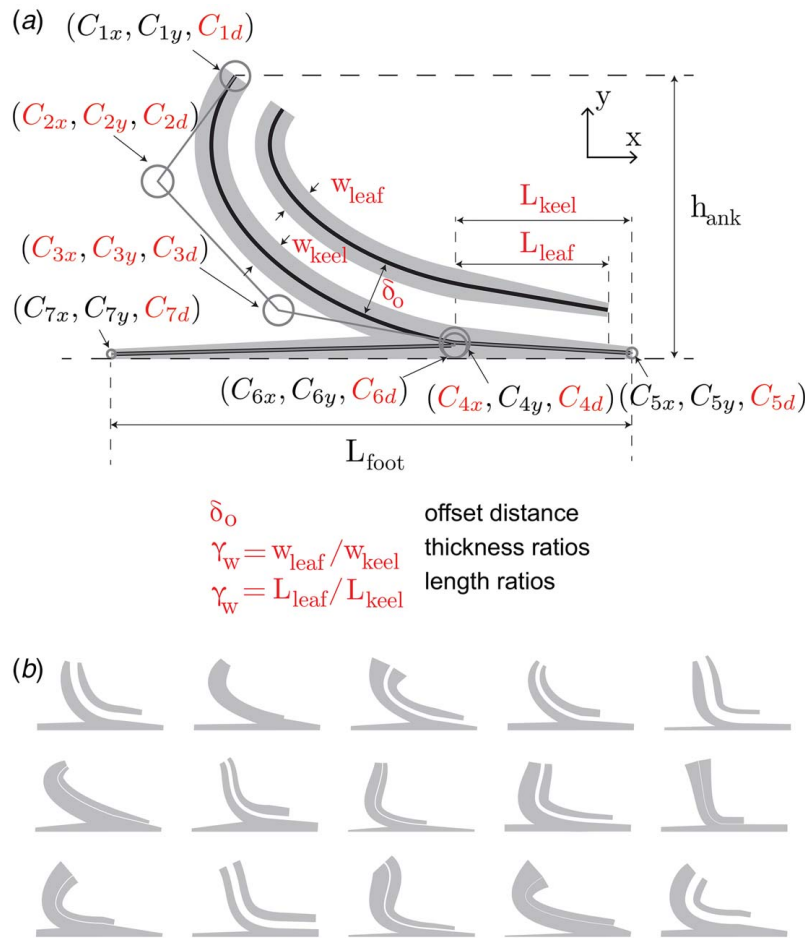 (a)
(C1x, C1y, C1d)
(C2x, C2y, C2d)
(C3x, C3y, C3d)
(C7x, C7y, C7d)
wleaf
wkeel
δo
y
x
Lkeel
Lleaf
hank
(C6x, C6y, C6d)
(C4x, C4y, C4d)
(C5x, C5y, C5d)
Lfoot
δo offset distance
γw = wleaf/wkeel thickness ratios
γw = Lleaf/Lkeel length ratios
(b)